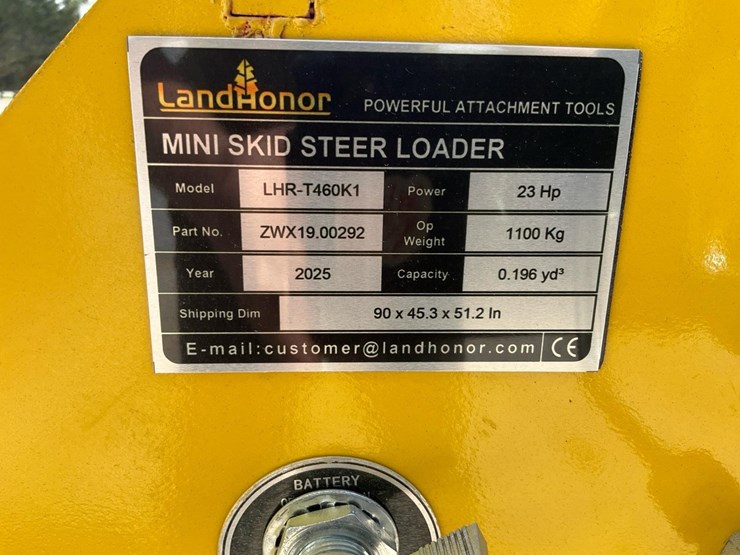 LandHonor POWERFUL ATTACHMENT TOOLS
MINI SKID STEER LOADER
Model LHR-T460K1 Power 23 Hp
Part No. ZWX19.00292 Op Weight 1100 Kg
Year 2025 Capacity 0.196 yd³
Shipping Dim 90 x 45.3 x 51.2 In
E-mail:customer@landhonor.com CE
BATTERY